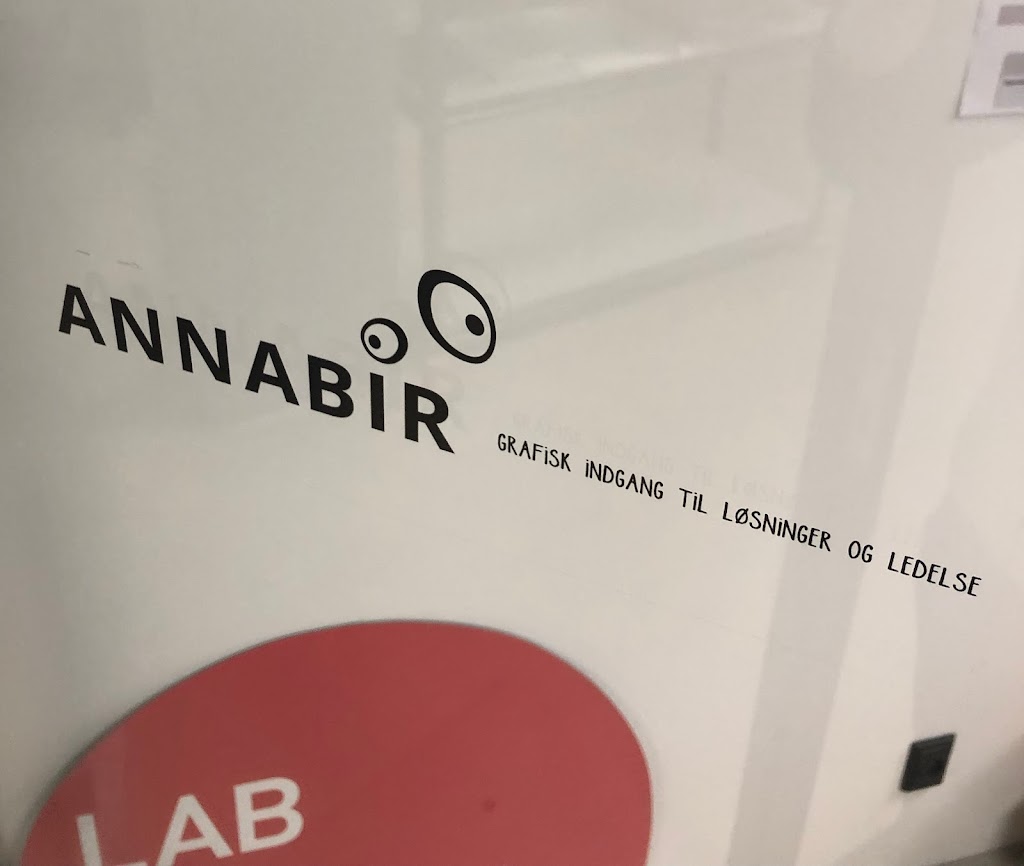 ANNABIR
GRAFiSK iNDGANG TiL LØSNiNGER OG LEDELSE
LAB